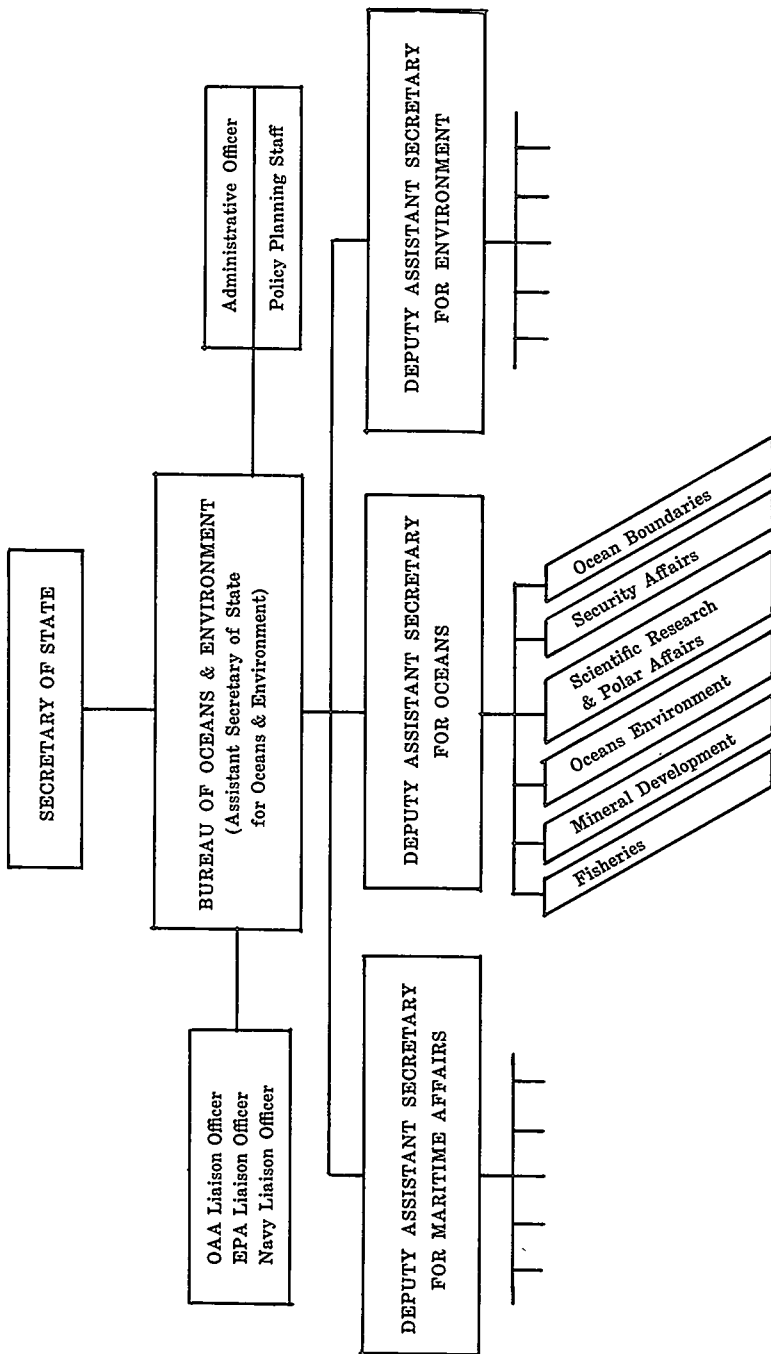 SECRETARY OF STATE
BUREAU OF OCEANS & ENVIRONMENT
(Assistant Secretary of State
for Oceans & Environment)
OAA Liaison Officer
EPA Liaison Officer
Navy Liaison Officer
Administrative Officer
Policy Planning Staff
DEPUTY ASSISTANT SECRETARY
FOR MARITIME AFFAIRS
DEPUTY ASSISTANT SECRETARY
FOR OCEANS
DEPUTY ASSISTANT SECRETARY
FOR ENVIRONMENT
Fisheries
Mineral Development
Oceans Environment
Scientific Research
& Polar Affairs
Security Affairs
Ocean Boundaries